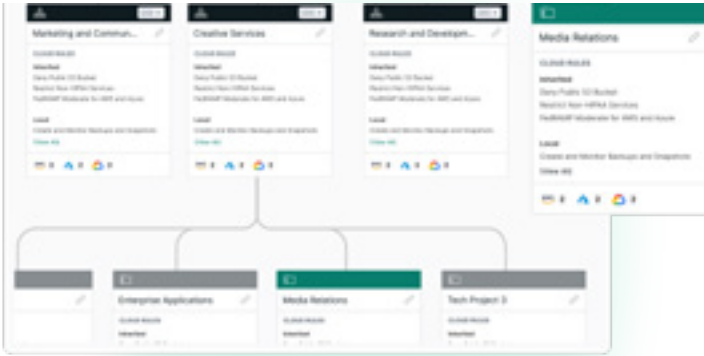 Marketing and Commun...
CLOUD RULES
Inherited
Deny Public S3 Bucket
Restrict Non-HIPAA Services
FedRAMP Moderate for AWS and Azure
Local
Create and Monitor Backups and Snapshots
(View All)
Creative Services
CLOUD RULES
Inherited
Deny Public S3 Bucket
Restrict Non-HIPAA Services
FedRAMP Moderate for AWS and Azure
Local
Create and Monitor Backups and Snapshots
(View All)
Research and Developm...
CLOUD RULES
Inherited
Deny Public S3 Bucket
Restrict Non-HIPAA Services
FedRAMP Moderate for AWS and Azure
Local
Create and Monitor Backups and Snapshots
(View All)
Media Relations
CLOUD RULES
Inherited
Deny Public S3 Bucket
Restrict Non-HIPAA Services
FedRAMP Moderate for AWS and Azure
Local
Create and Monitor Backups and Snapshots
(View All)
Enterprise Applications
CLOUD RULES
Inherited
Media Relations
CLOUD RULES
Inherited
Tech Project 3
CLOUD RULES
Inherited